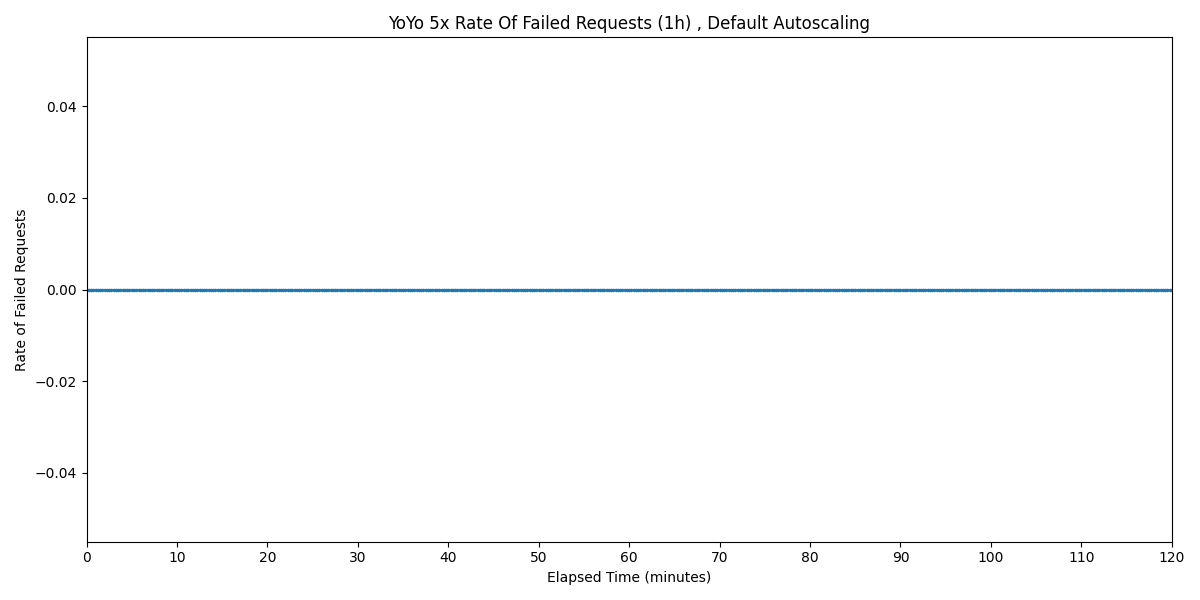 YoYo 5x Rate Of Failed Requests (1h) , Default Autoscaling
Rate of Failed Requests
0.04
0.02
0.00
−0.02
−0.04
0 10 20 30 40 50 60 70 80 90 100 110 120
Elapsed Time (minutes)